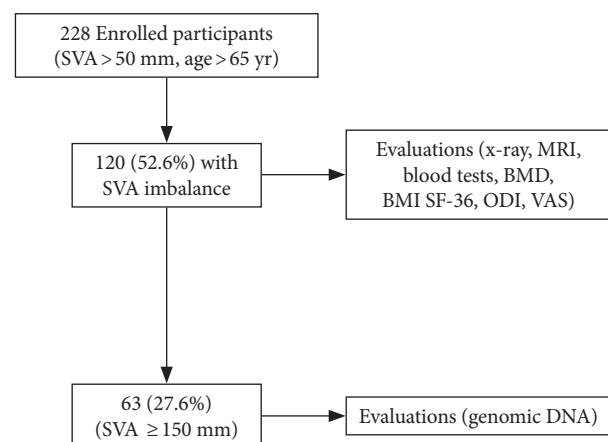 228 Enrolled participants
(SVA > 50 mm, age > 65 yr)
120 (52.6%) with
SVA imbalance
Evaluations (x-ray, MRI,
blood tests, BMD,
BMI SF-36, ODI, VAS)
63 (27.6%)
(SVA ≥ 150 mm)
Evaluations (genomic DNA)